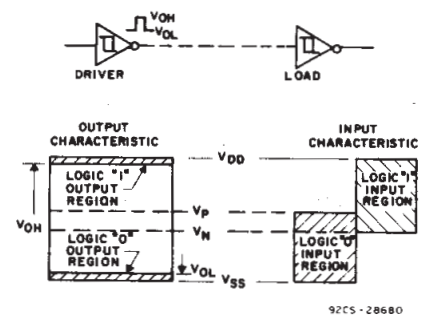 VOH
VOL
DRIVER
LOAD
OUTPUT
CHARACTERISTIC
INPUT
CHARACTERISTIC
VDD
LOGIC "1"
OUTPUT
REGION
LOGIC "1"
INPUT
REGION
VOH
VP
VN
LOGIC "0"
OUTPUT
REGION
LOGIC "0"
INPUT
REGION
VOL
VSS
92CS-28680